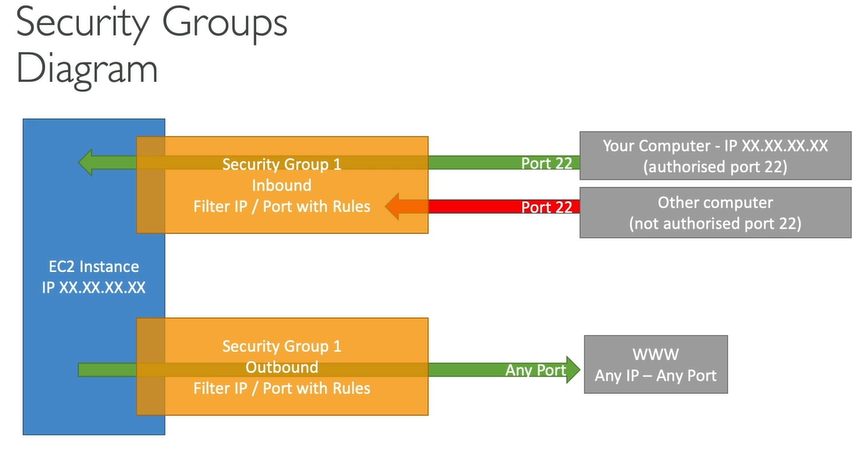 Security Groups
Diagram
Security Group 1
Inbound
Filter IP / Port with Rules
Port 22
Your Computer - IP XX.XX.XX.XX
(authorised port 22)
Port 22
Other computer
(not authorised port 22)
EC2 Instance
IP XX.XX.XX.XX
Security Group 1
Outbound
Filter IP / Port with Rules
Any Port
WWW
Any IP – Any Port